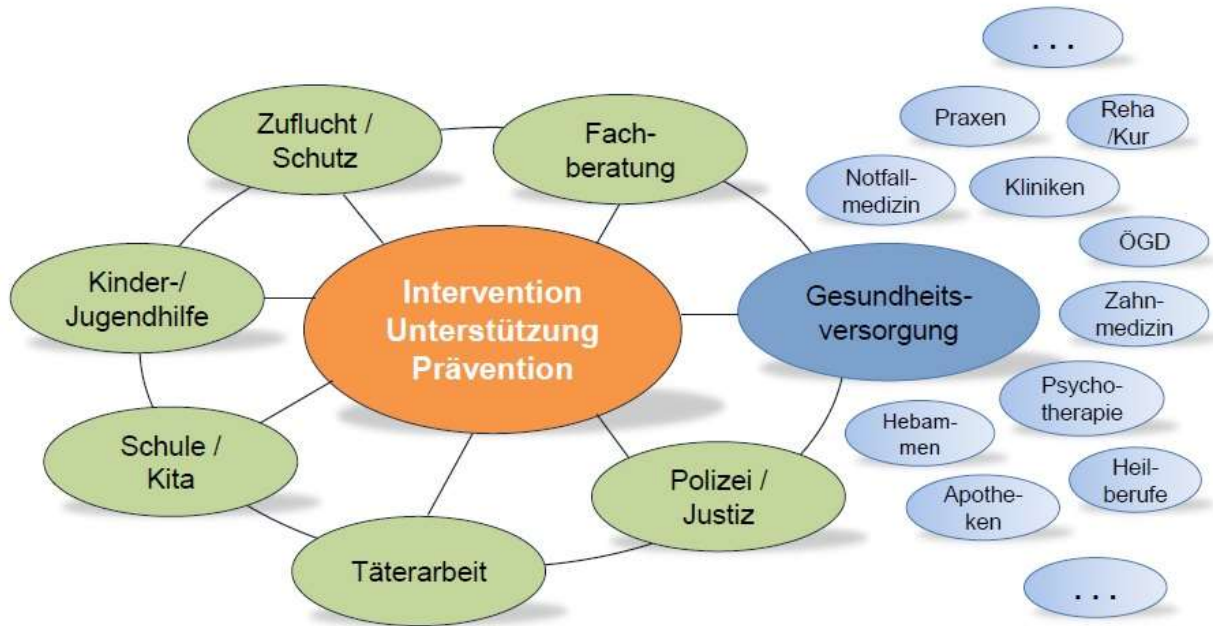 . . .
Praxen
Reha
/Kur
Zuflucht /
Schutz
Fach-
beratung
Notfall-
medizin
Kliniken
ÖGD
Kinder-/
Jugendhilfe
Intervention
Unterstützung
Prävention
Gesundheits-
versorgung
Zahn-
medizin
Psycho-
therapie
Hebam-
men
Schule /
Kita
Polizei /
Justiz
Heil-
berufe
Apothe-
ken
Täterarbeit
. . .